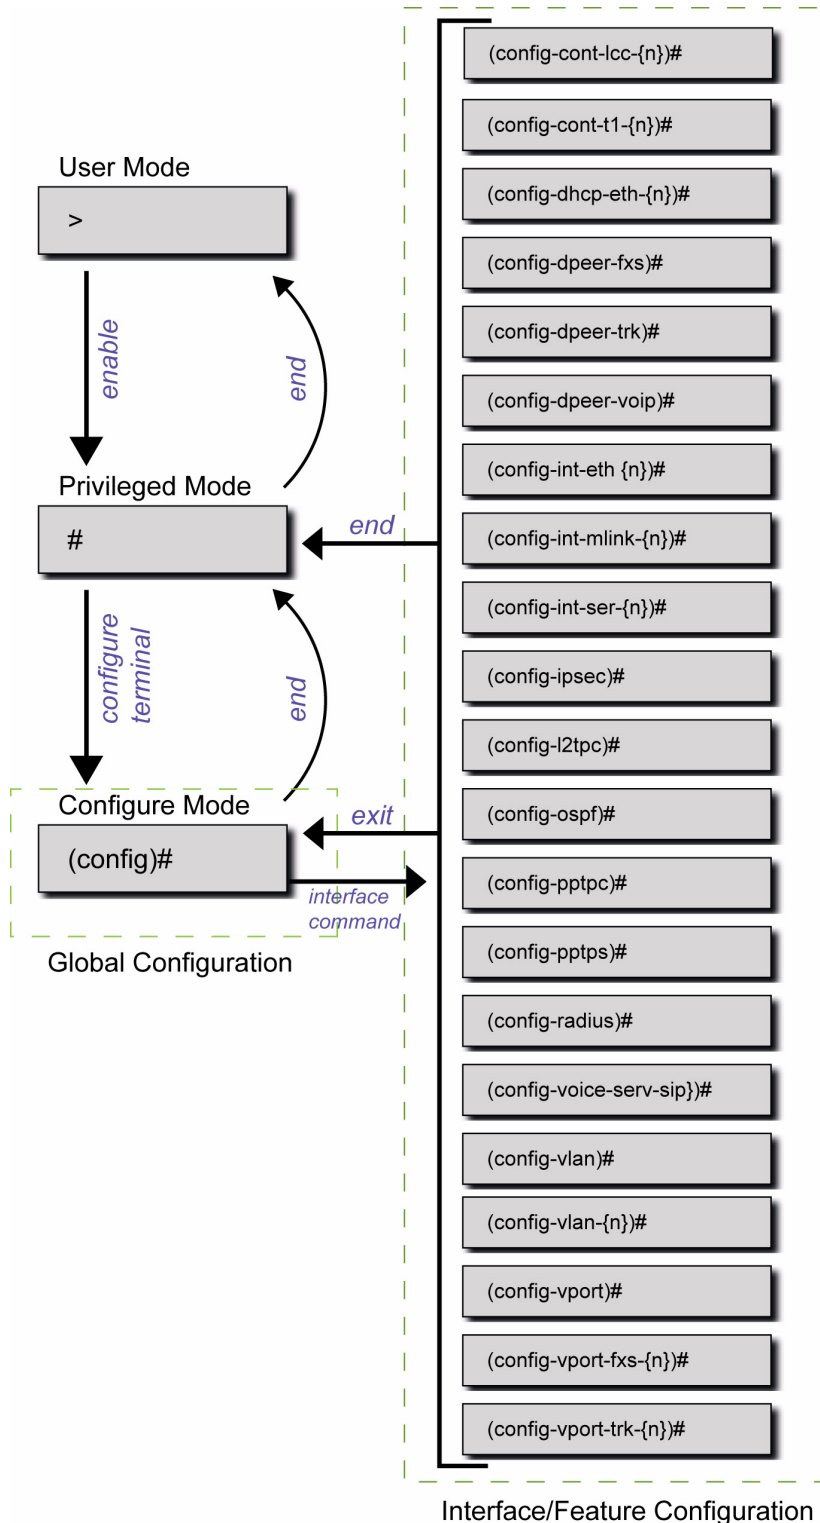 User Mode
>
enable
end
Privileged Mode
#
end
configure
terminal
end
Configure Mode
(config)#
exit
interface
command
Global Configuration
(config-cont-lcc-{n})#
(config-cont-t1-{n})#
(config-dhcp-eth-{n})#
(config-dpeer-fxs)#
(config-dpeer-trk)#
(config-dpeer-voip)#
(config-int-eth {n})#
(config-int-mlink-{n})#
(config-int-ser-{n})#
(config-ipsec)#
(config-l2tpc)#
(config-ospf)#
(config-pptpc)#
(config-pptps)#
(config-radius)#
(config-voice-serv-sip})#
(config-vlan)#
(config-vlan-{n})#
(config-vport)#
(config-vport-fxs-{n})#
(config-vport-trk-{n})#
Interface/Feature Configuration